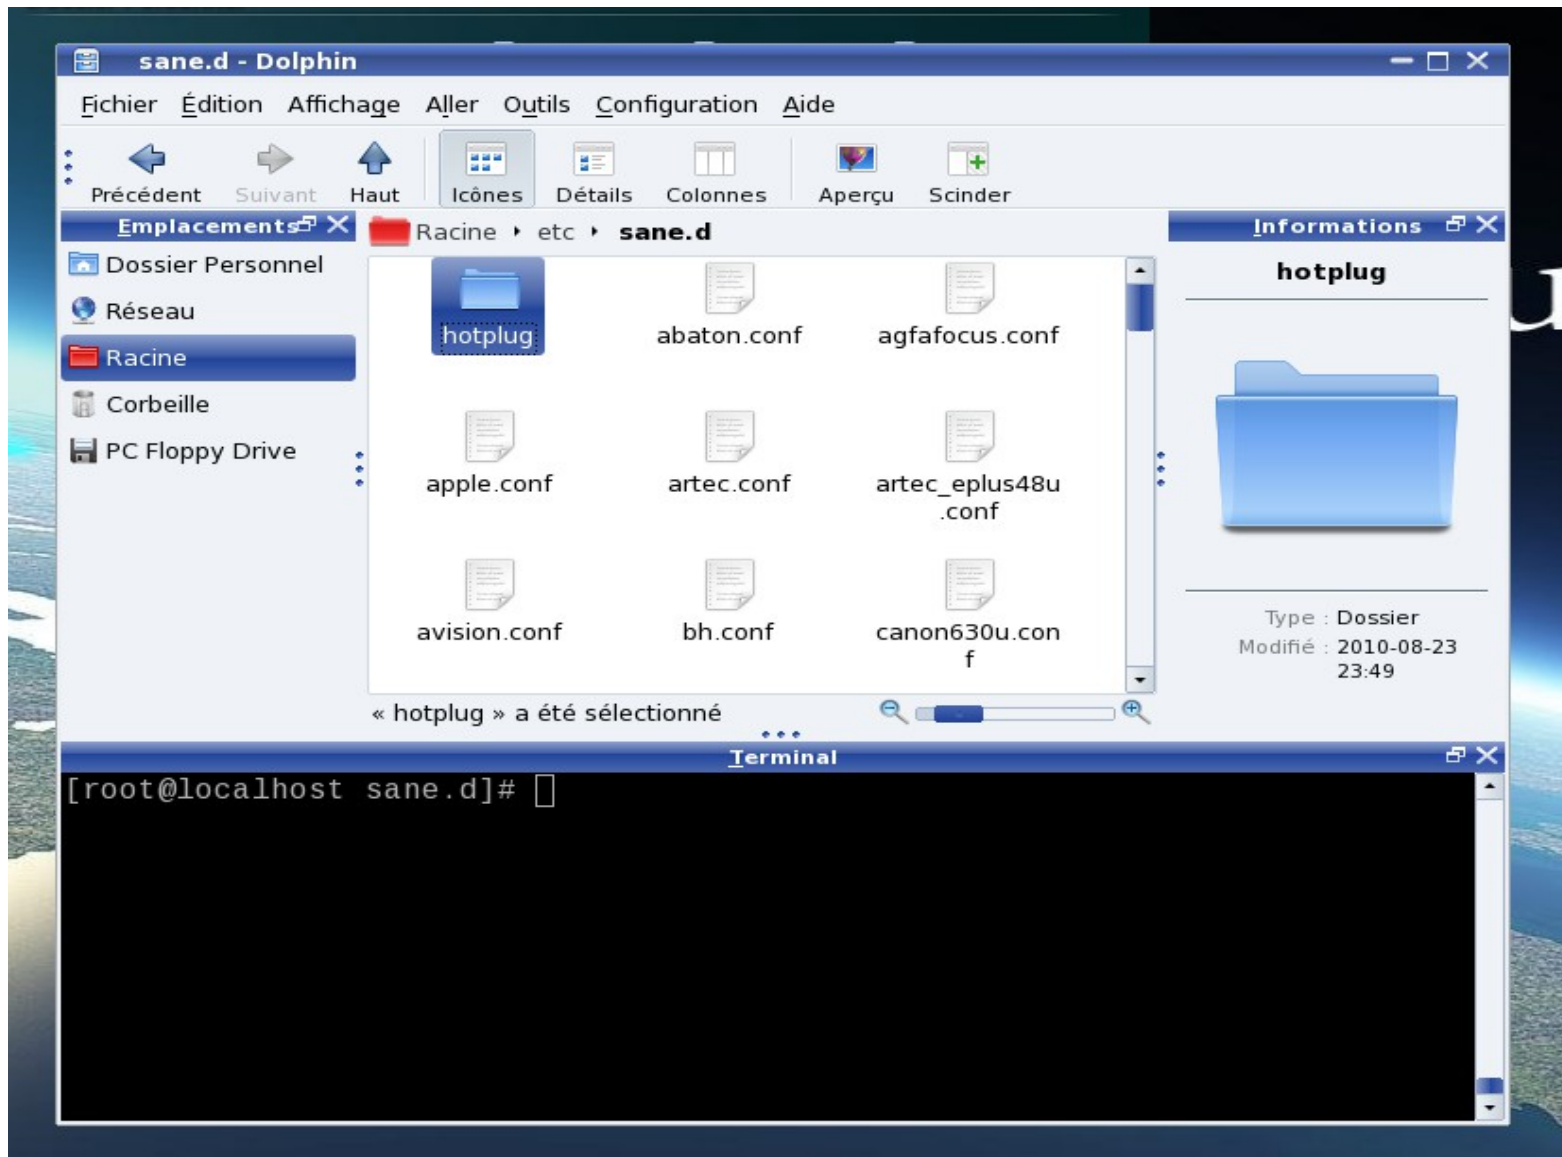 sane.d - Dolphin
Fichier Édition Affichage Aller Outils Configuration Aide
Précédent Suivant Haut Icônes Détails Colonnes Aperçu Scinder
Emplacements
Dossier Personnel
Réseau
Racine
Corbeille
PC Floppy Drive
Racine etc sane.d
hotplug abaton.conf agfafocus.conf
apple.conf artec.conf artec_eplus48u
.conf
avision.conf bh.conf canon630u.con
f
« hotplug » a été sélectionné
Informations
hotplug
Type : Dossier
Modifié : 2010-08-23
23:49
Terminal
[root@localhost sane.d]#